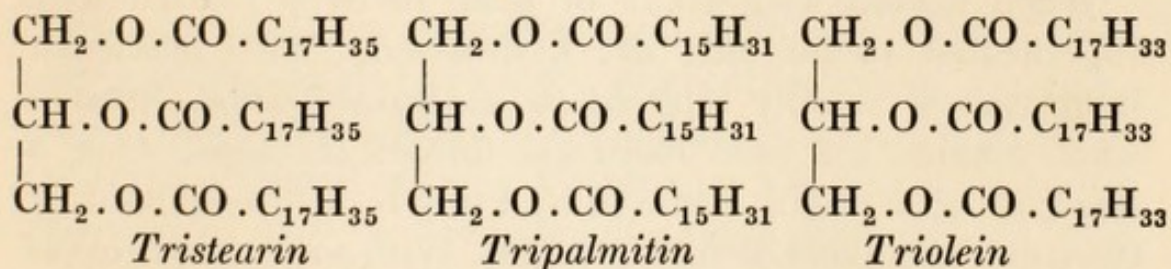 CH₂.O.CO.C₁₇H₃₅ CH₂.O.CO.C₁₅H₃₁ CH₂.O.CO.C₁₇H₃₃
CH.O.CO.C₁₇H₃₅ CH.O.CO.C₁₅H₃₁ CH.O.CO.C₁₇H₃₃
CH₂.O.CO.C₁₇H₃₅ CH₂.O.CO.C₁₅H₃₁ CH₂.O.CO.C₁₇H₃₃
Tristearin Tripalmitin Triolein